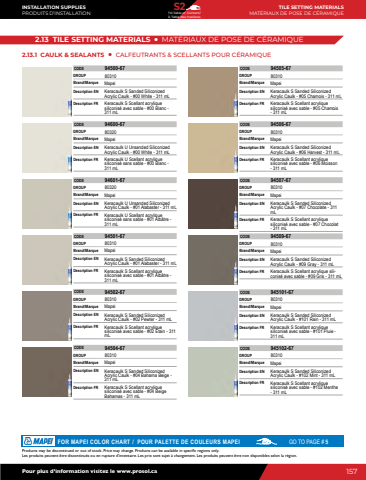 INSTALLATION SUPPLIES
PRODUITS D'INSTALLATION
S2
TILE SETTING MATERIALS
MATÉRIAUX DE POSE DE CÉRAMIQUE
2.13 TILE SETTING MATERIALS • MATÉRIAUX DE POSE DE CÉRAMIQUE
2.13.1 CAULK & SEALANTS • CALFEUTRANTS & SCELLANTS POUR CÉRAMIQUE
CODE 94500-67
GROUP 80310
Brand/Marque Mapei
Description EN Keracaulk S Sanded Siliconized
Acrylic Caulk - #00 White - 311 mL
Description FR Keracaulk S Scellant acrylique
siliconisé avec sable - #00 Blanc -
311 mL
CODE 94600-67
GROUP 80320
Brand/Marque Mapei
Description EN Keracaulk U Unsanded Siliconized
Acrylic Caulk - #00 White - 311 mL
Description FR Keracaulk U Scellant acrylique
siliconisé sans sable - #00 Blanc -
311 mL
CODE 94601-67
GROUP 80320
Brand/Marque Mapei
Description EN Keracaulk U Unsanded Siliconized
Acrylic Caulk - #01 Alabaster - 311 mL
Description FR Keracaulk U Scellant acrylique
siliconisé sans sable - #01 Albâtre -
311 mL
CODE 94501-67
GROUP 80310
Brand/Marque Mapei
Description EN Keracaulk S Sanded Siliconized
Acrylic Caulk - #01 Alabaster - 311 mL
Description FR Keracaulk S Scellant acrylique
siliconisé avec sable - #01 Albâtre -
311 mL
CODE 94502-67
GROUP 80310
Brand/Marque Mapei
Description EN Keracaulk S Sanded Siliconized
Acrylic Caulk - #02 Pewter - 311 mL
Description FR Keracaulk S Scellant acrylique
siliconisé avec sable - #02 Étain - 311
mL
CODE 94504-67
GROUP 80310
Brand/Marque Mapei
Description EN Keracaulk S Sanded Siliconized
Acrylic Caulk - #04 Bahama Beige -
311 mL
Description FR Keracaulk S Scellant acrylique
siliconisé avec sable - #04 Beige
Bahamas - 311 mL
CODE 94505-67
GROUP 80310
Brand/Marque Mapei
Description EN Keracaulk S Sanded Siliconized
Acrylic Caulk - #05 Chamois - 311 mL
Description FR Keracaulk S Scellant acrylique
siliconisé avec sable - #05 Chamois
- 311 mL
CODE 94506-67
GROUP 80310
Brand/Marque Mapei
Description EN Keracaulk S Sanded Siliconized
Acrylic Caulk - #06 Harvest - 311 mL
Description FR Keracaulk S Scellant acrylique
siliconisé avec sable - #06 Moisson
- 311 mL
CODE 94507-67
GROUP 80310
Brand/Marque Mapei
Description EN Keracaulk S Sanded Siliconized
Acrylic Caulk - #07 Chocolate - 311
mL
Description FR Keracaulk S Scellant acrylique
siliconisé avec sable - #07 Chocolat
- 311 mL
CODE 94509-67
GROUP 80310
Brand/Marque Mapei
Description EN Keracaulk S Sanded Siliconized
Acrylic Caulk - #09 Gray - 311 mL
Description FR Keracaulk S Scellant acrylique sili-
conisé avec sable - #09 Gris - 311 mL
CODE 945101-67
GROUP 80310
Brand/Marque Mapei
Description EN Keracaulk S Sanded Siliconized
Acrylic Caulk - #101 Rain - 311 mL
Description FR Keracaulk S Scellant acrylique
siliconisé avec sable - #101 Pluie -
311 mL
CODE 945102-67
GROUP 80310
Brand/Marque Mapei
Description EN Keracaulk S Sanded Siliconized
Acrylic Caulk - #102 Mint - 311 mL
Description FR Keracaulk S Scellant acrylique
siliconisé avec sable - #102 Menthe
- 311 mL
MAPEI FOR MAPEI COLOR CHART / POUR PALETTE DE COULEURS MAPEI GO TO PAGE # 5
Products may be discontinued or out of stock. Price may change. Products can be available in specific regions only.
Les produits peuvent être discontinués ou en rupture d'inventaire. Les prix sont sujet à changement. Les produits peuvent être non disponibles selon la région.
Pour plus d'information visitez le www.prosol.ca 157